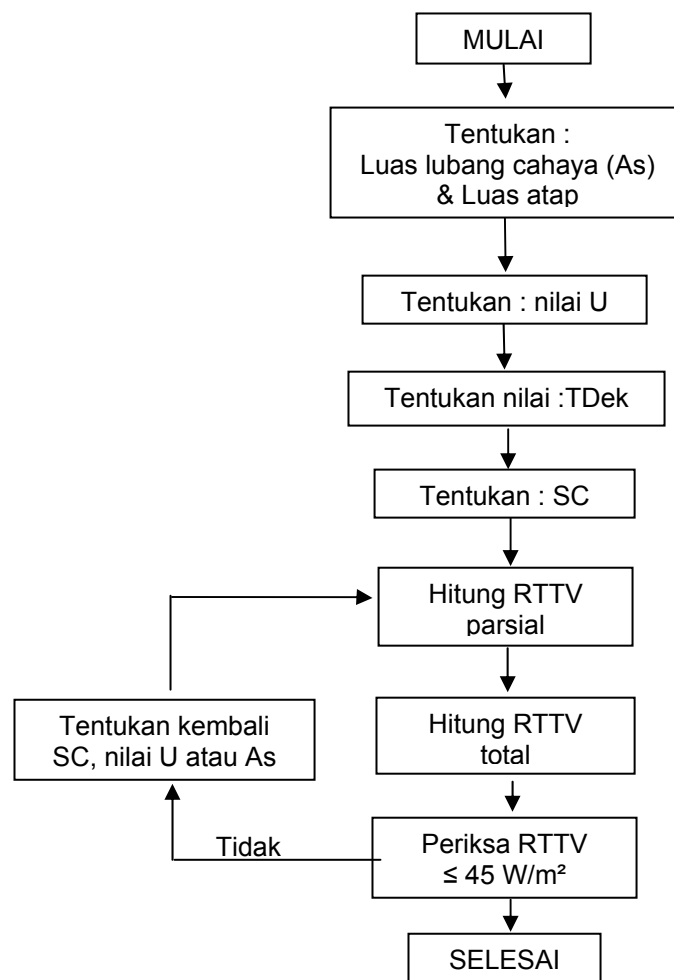 MULAI
Tentukan :
Luas lubang cahaya (As)
& Luas atap
Tentukan : nilai U
Tentukan nilai :TDek
Tentukan : SC
Hitung RTTV
parsial
Tentukan kembali
SC, nilai U atau As
Hitung RTTV
total
Tidak
Periksa RTTV
≤ 45 W/m²
SELESAI